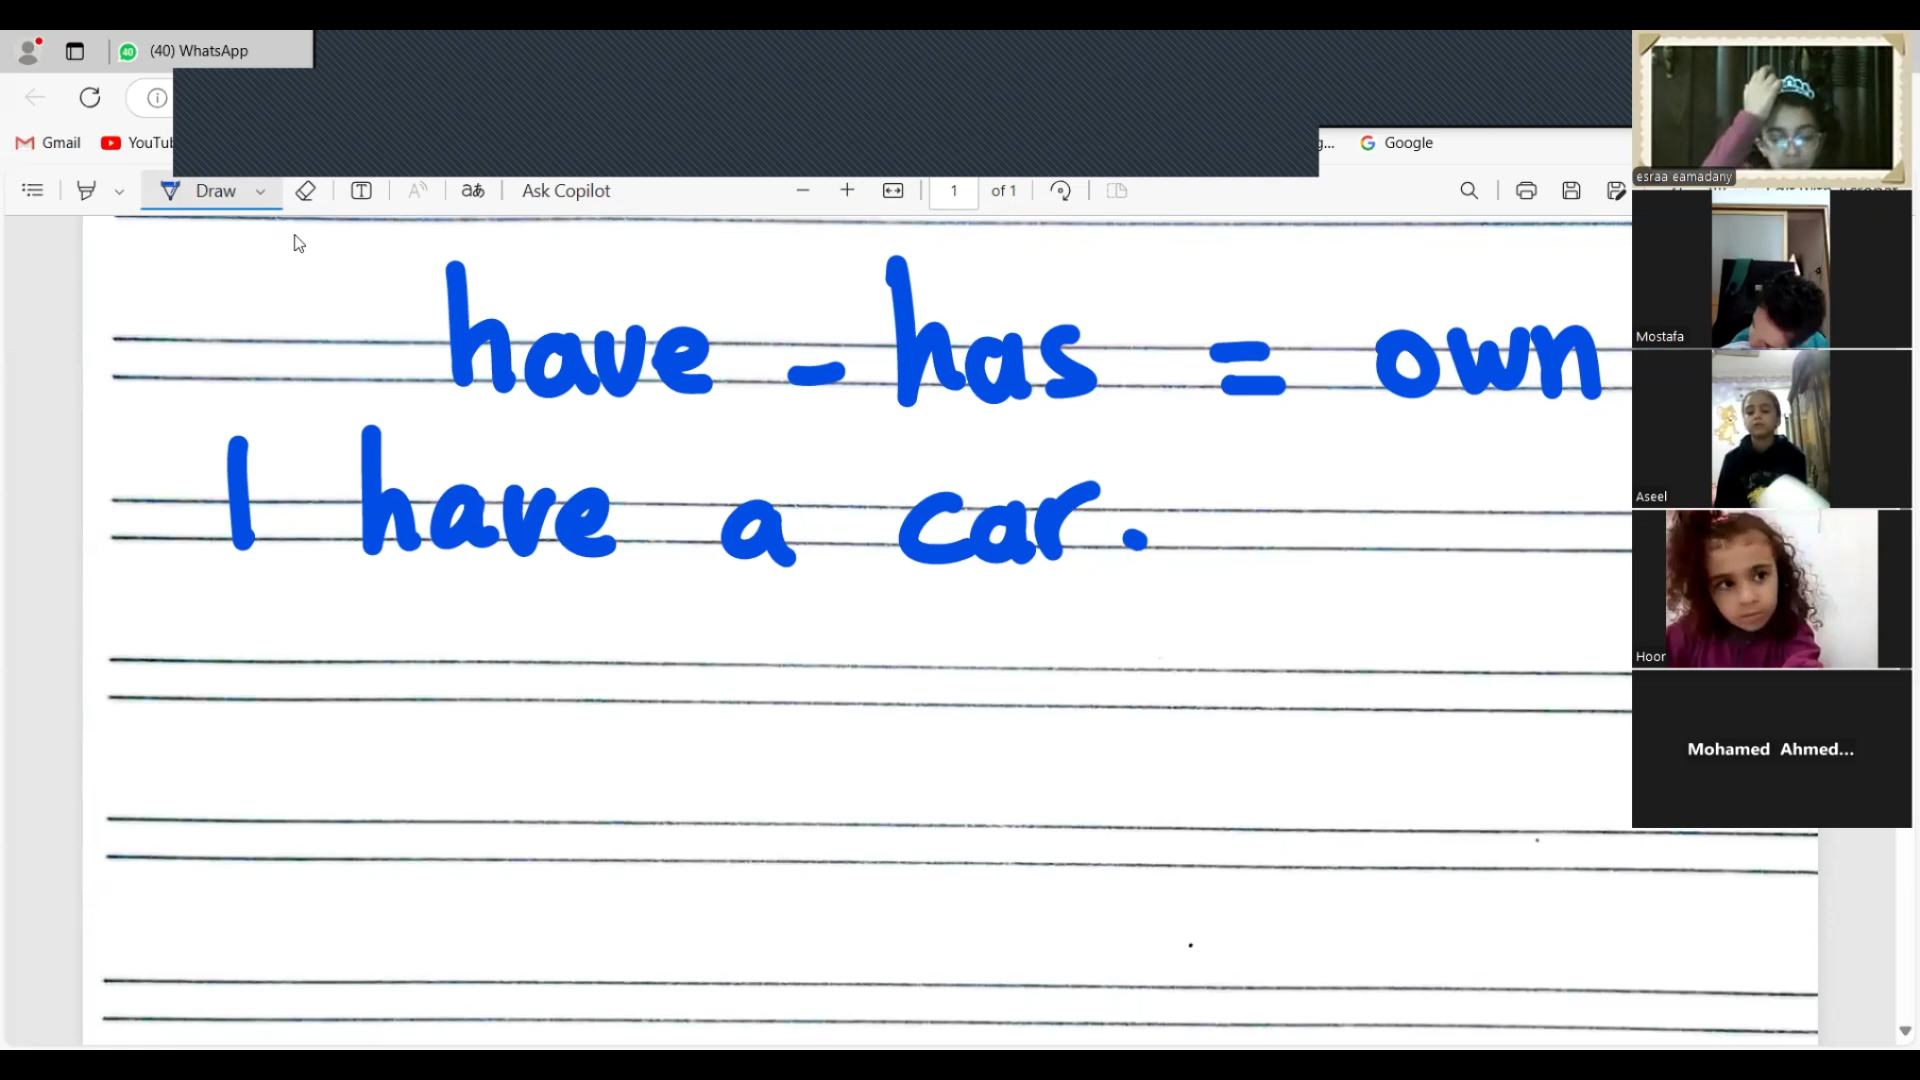 (40) WhatsApp
Gmail
Google
Draw
Ask Copilot
1 of 1
have - has = own
I have a car.
esraa eamadany
Mostafa
Aseel
Hoor
Mohamed Ahmed...